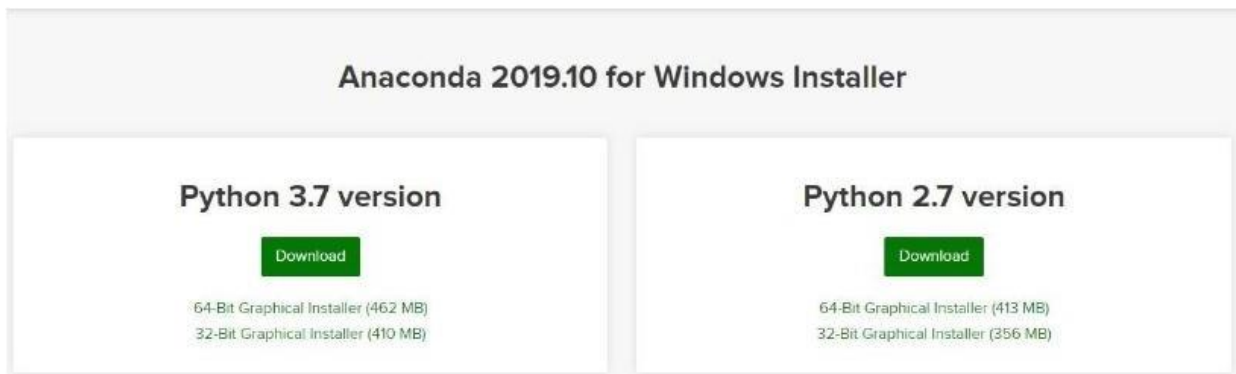 Anaconda 2019.10 for Windows Installer
Python 3.7 version
Download
64-Bit Graphical Installer (462 MB)
32-Bit Graphical Installer (410 MB)
Python 2.7 version
Download
64-Bit Graphical Installer (413 MB)
32-Bit Graphical Installer (356 MB)